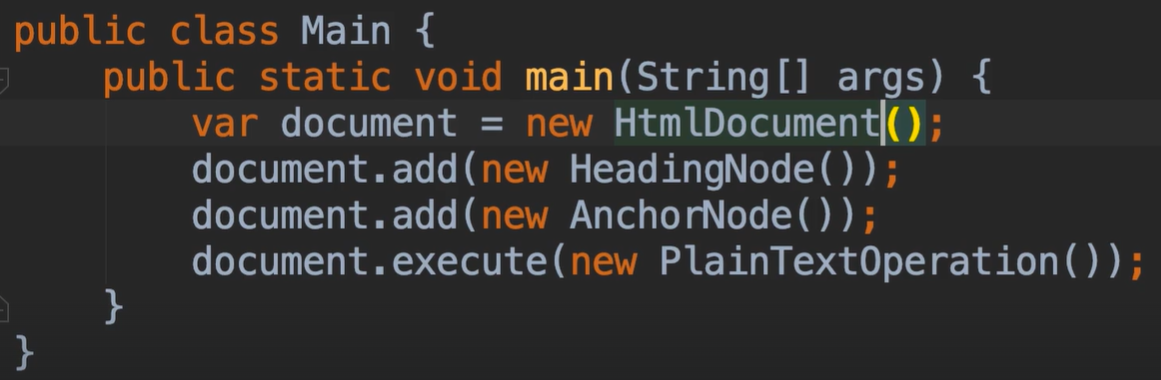 public class Main {
    public static void main(String[] args) {
        var document = new HtmlDocument();
        document.add(new HeadingNode());
        document.add(new AnchorNode());
        document.execute(new PlainTextOperation());
    }
}